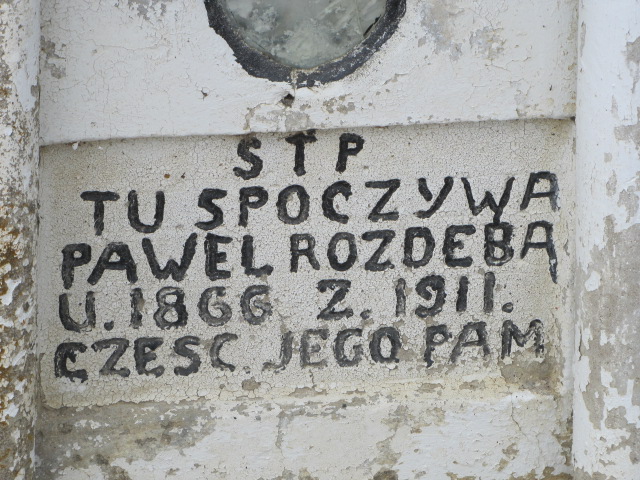 STP
TU SPOCZYWA
PAWEL ROZDEBA
U. 1866 Z. 1911.
CZESC. JEGO PAM